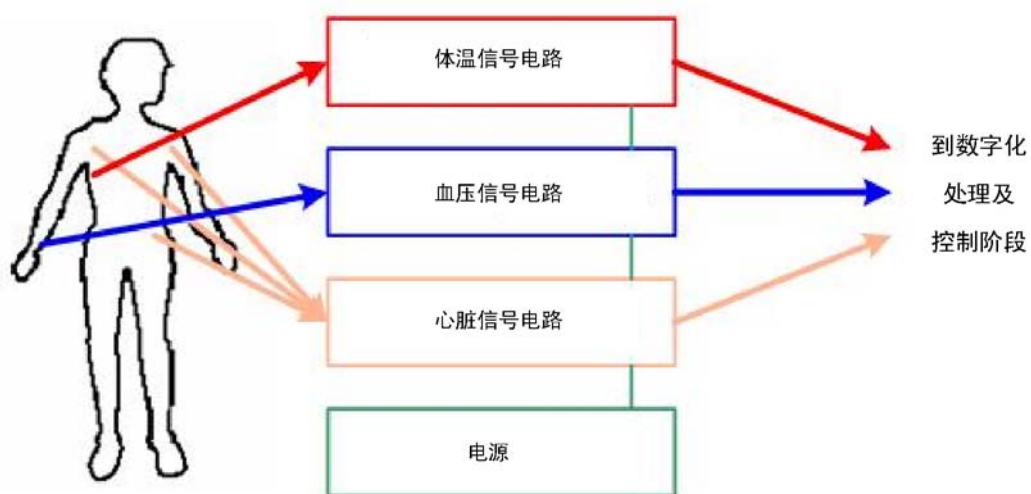 体温信号电路
血压信号电路
心脏信号电路
电源
到数字化
处理及
控制阶段